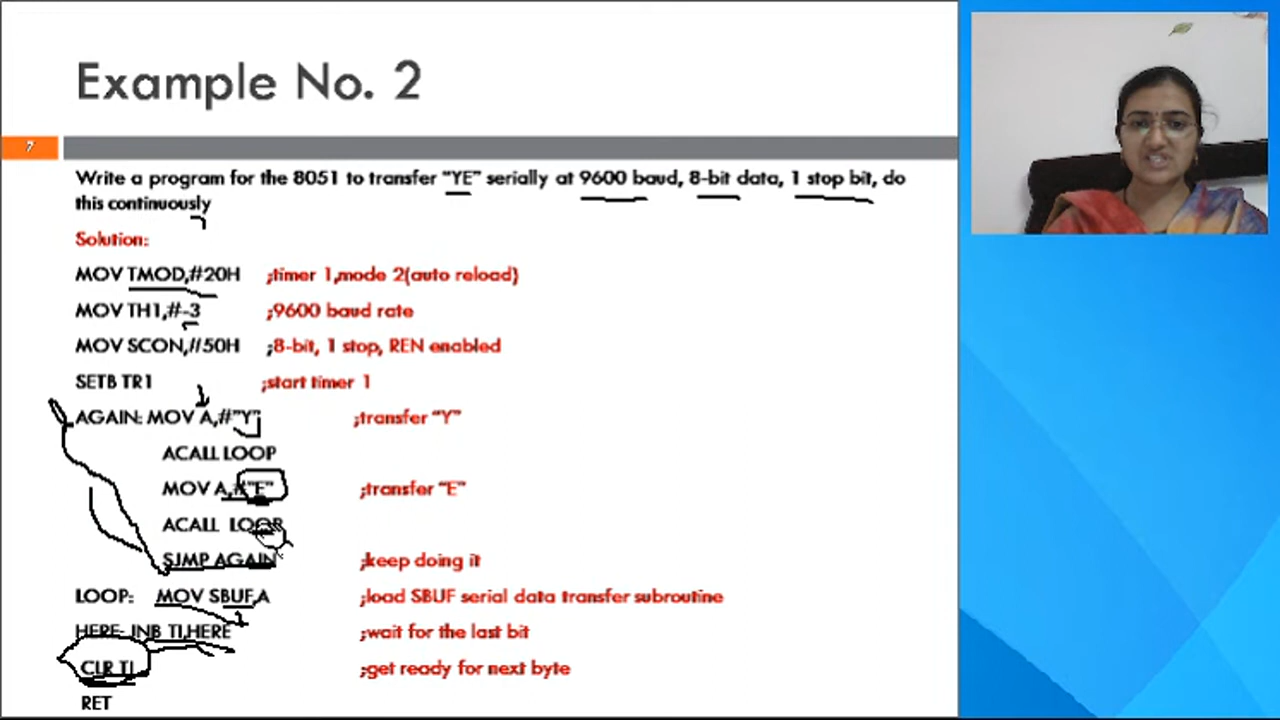 Example No. 2
7
Write a program for the 8051 to transfer "YE" serially at 9600 baud, 8-bit data, 1 stop bit, do
this continuously
Solution:
MOV TMOD,#20H ;timer 1,mode 2(auto reload)
MOV TH1,#-3 ;9600 baud rate
MOV SCON,#50H ;8-bit, 1 stop, REN enabled
SETB TR1 ;start timer 1
AGAIN: MOV A,#"Y" ;transfer "Y"
ACALL LOOP
MOV A,#"E" ;transfer "E"
ACALL LOOP
SJMP AGAIN ;keep doing it
LOOP: MOV SBUF,A ;load SBUF serial data transfer subroutine
HERE: JNB TI,HERE ;wait for the last bit
CLR TI ;get ready for next byte
RET